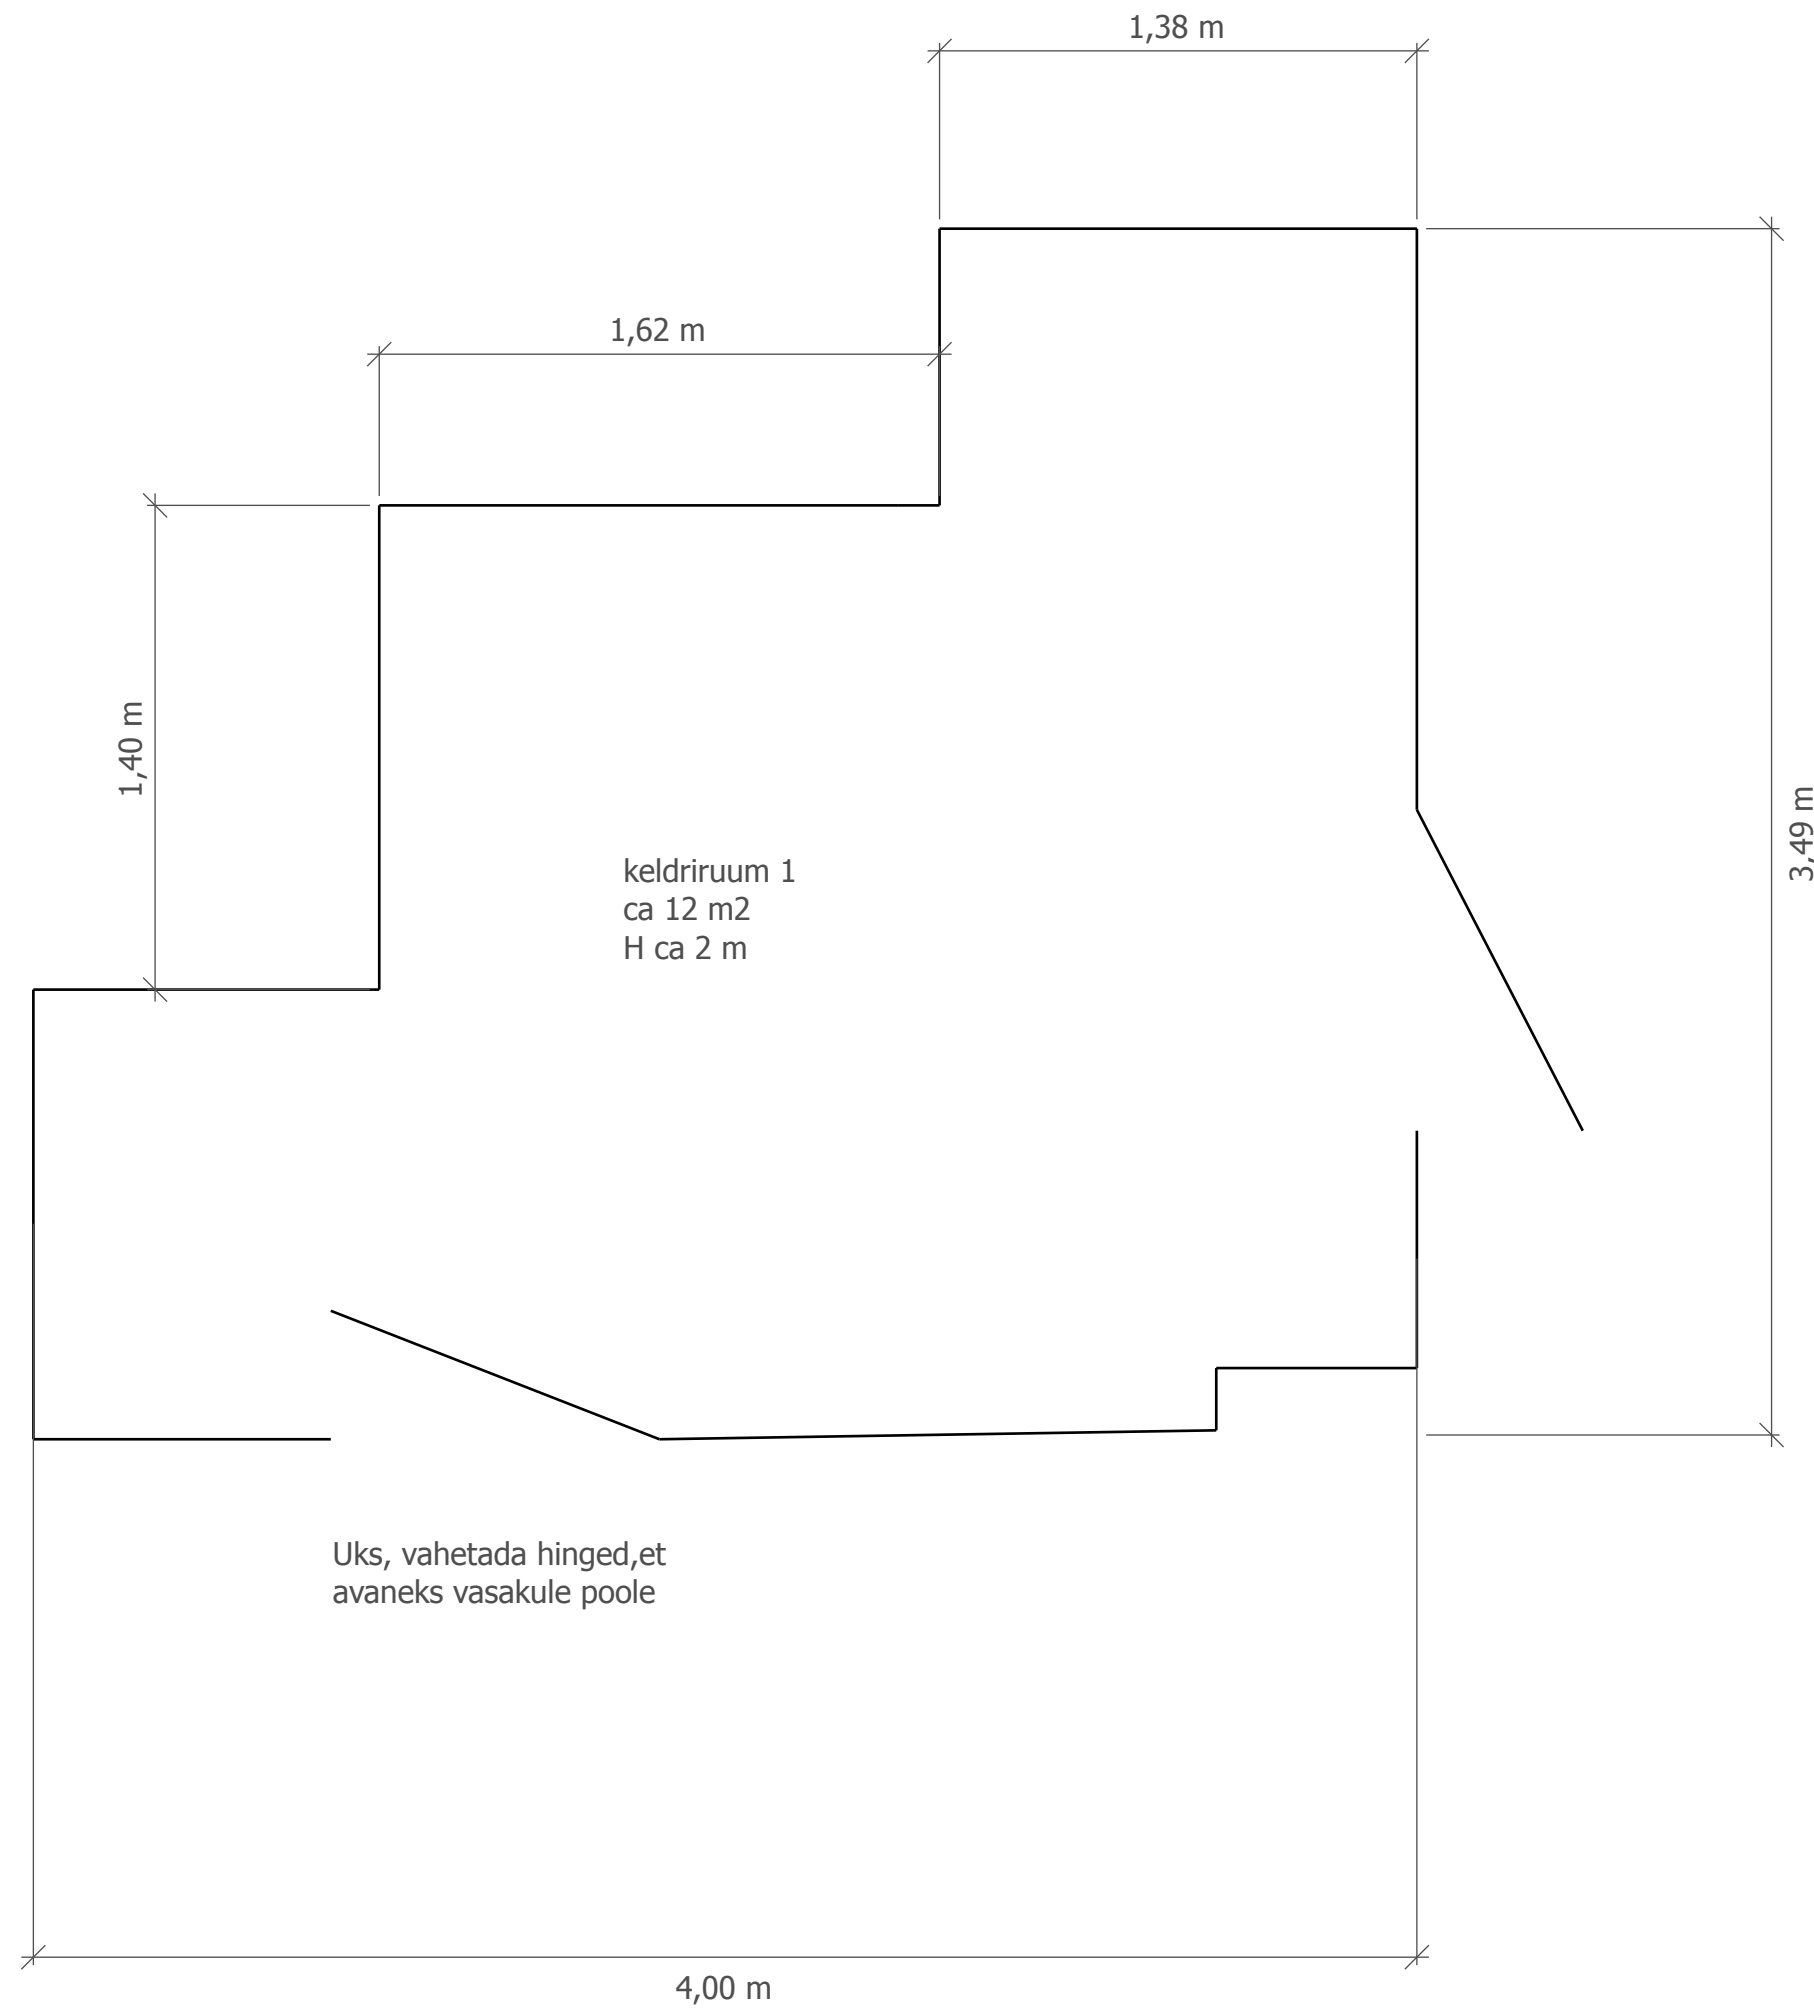 1,38 m
1,62 m
1,40 m
3,49 m
keldriruum 1
ca 12 m2
H ca 2 m
Uks, vahetada hinged,et
avaneks vasakule poole
4,00 m